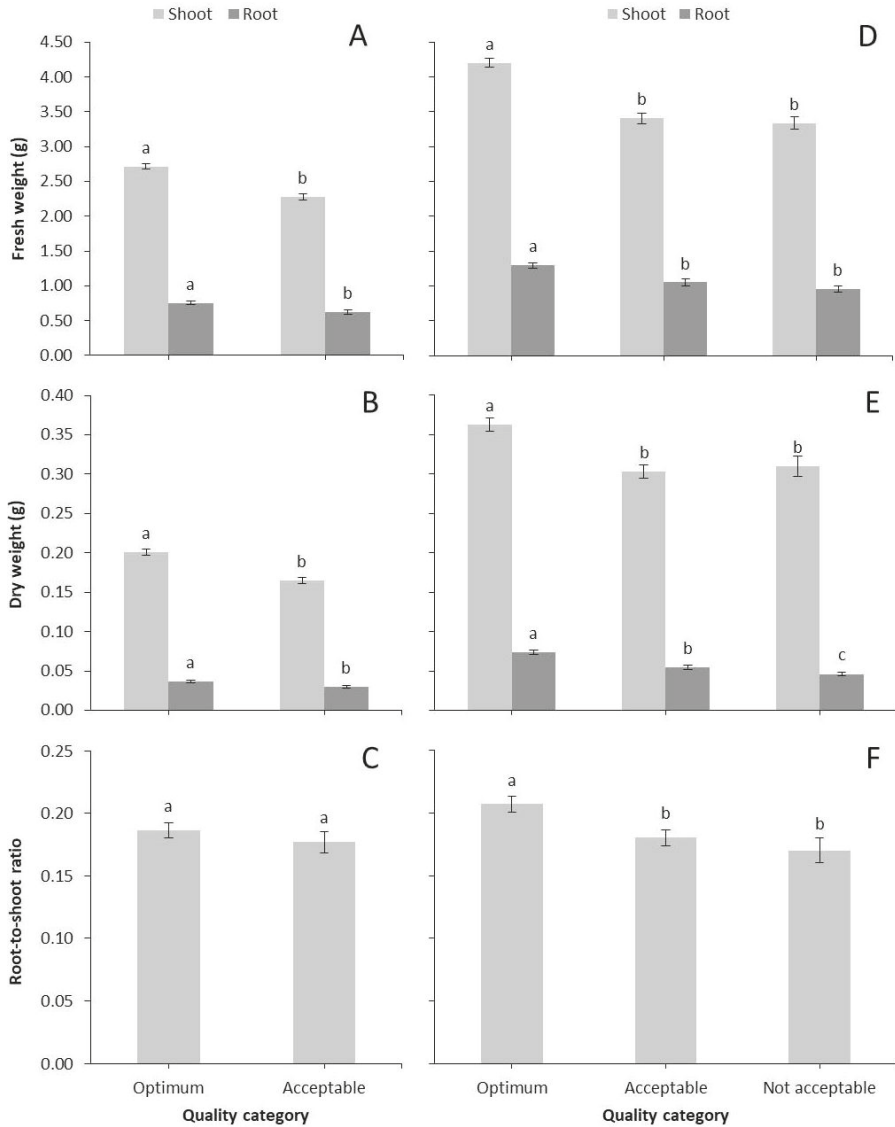 Shoot Root
A
4.50
4.00
3.50
3.00
2.50
2.00
1.50
1.00
0.50
0.00
Fresh weight (g)
a
b
a
b
Shoot Root
D
a
b
b
a
b
b
B
0.40
0.35
0.30
0.25
0.20
0.15
0.10
0.05
0.00
Dry weight (g)
a
b
a
b
E
a
b
b
a
b
c
C
0.25
0.20
0.15
0.10
0.05
0.00
Root-to-shoot ratio
a
a
Optimum Acceptable
Quality category
F
a
b
b
Optimum Acceptable Not acceptable
Quality category